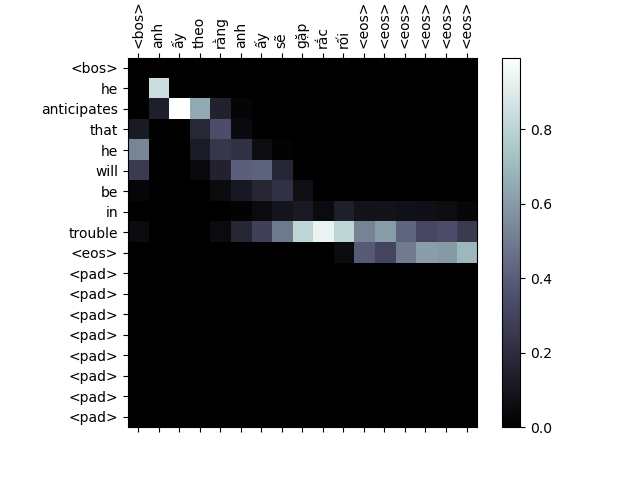 <bos> anh ấy theo rằng anh ấy sẽ gặp rắc rối <eos> <eos> <eos> <eos> <eos> <eos>
<bos>
he
anticipates
that
he
will
be
in
trouble
<eos>
<pad>
<pad>
<pad>
<pad>
<pad>
<pad>
<pad>
<pad>
0.8
0.6
0.4
0.2
0.0